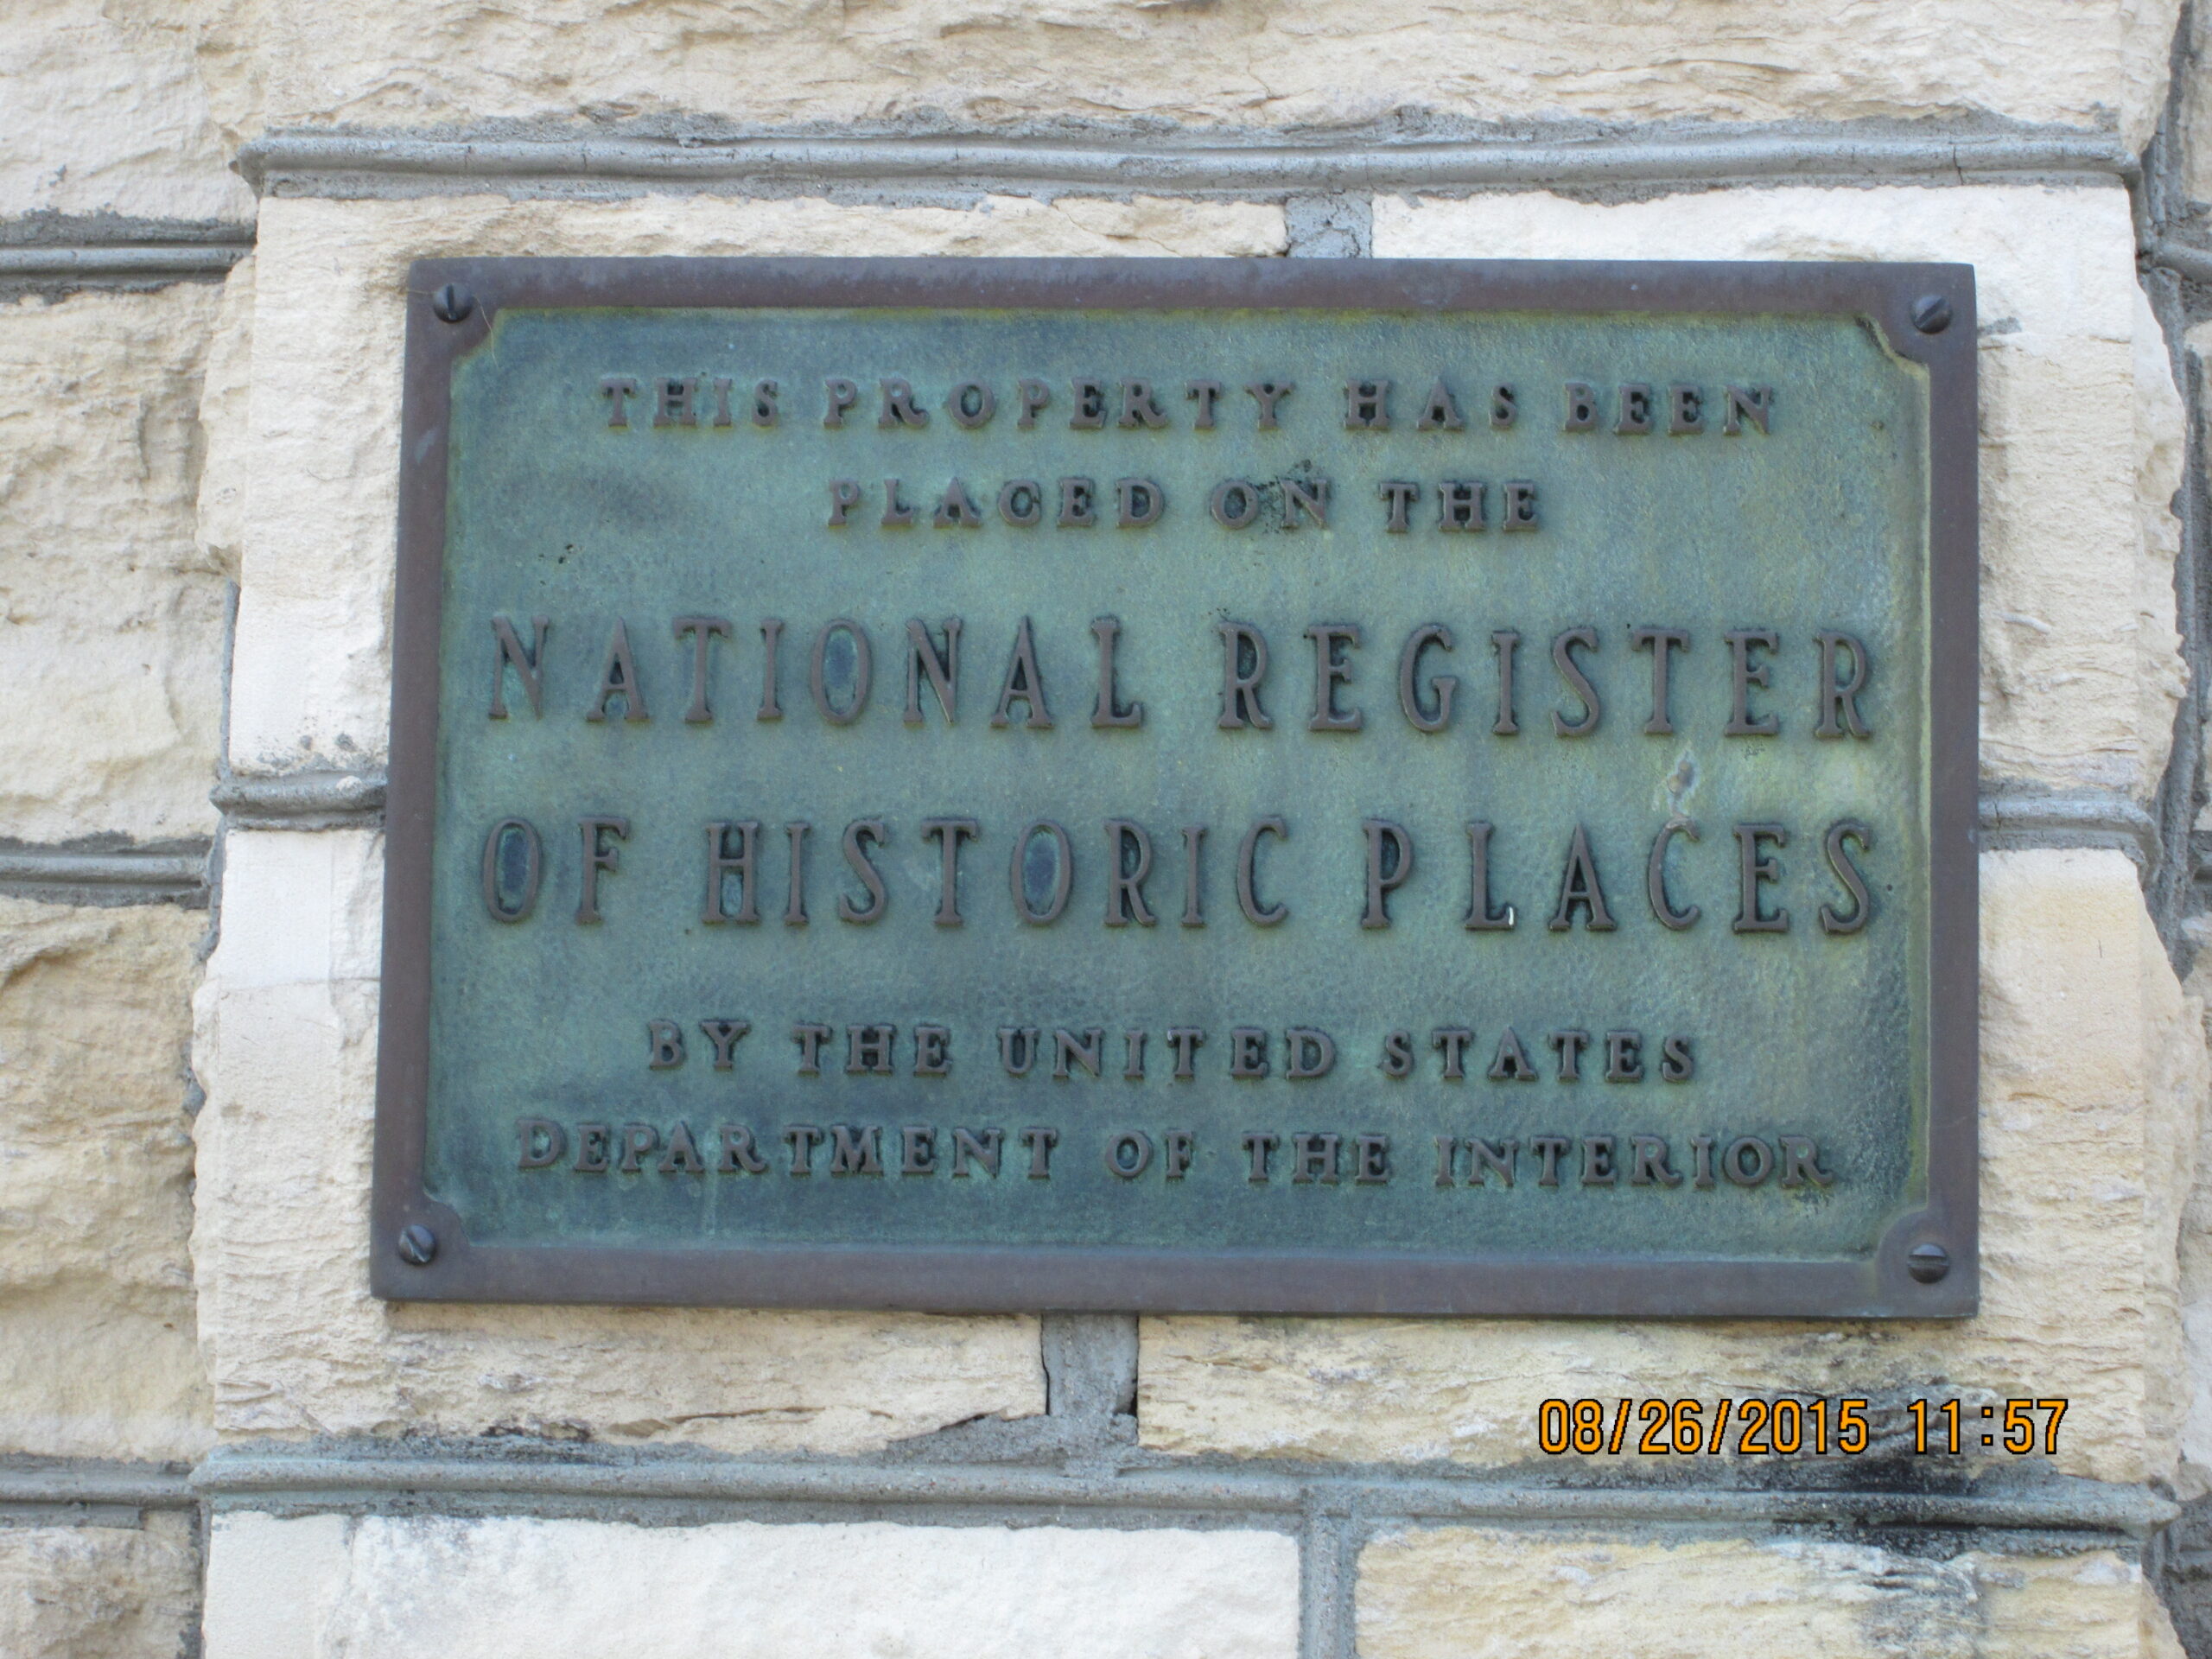 THIS PROPERTY HAS BEEN
PLACED ON THE
NATIONAL REGISTER
OF HISTORIC PLACES
BY THE UNITED STATES
DEPARTMENT OF THE INTERIOR
08/26/2015 11:57